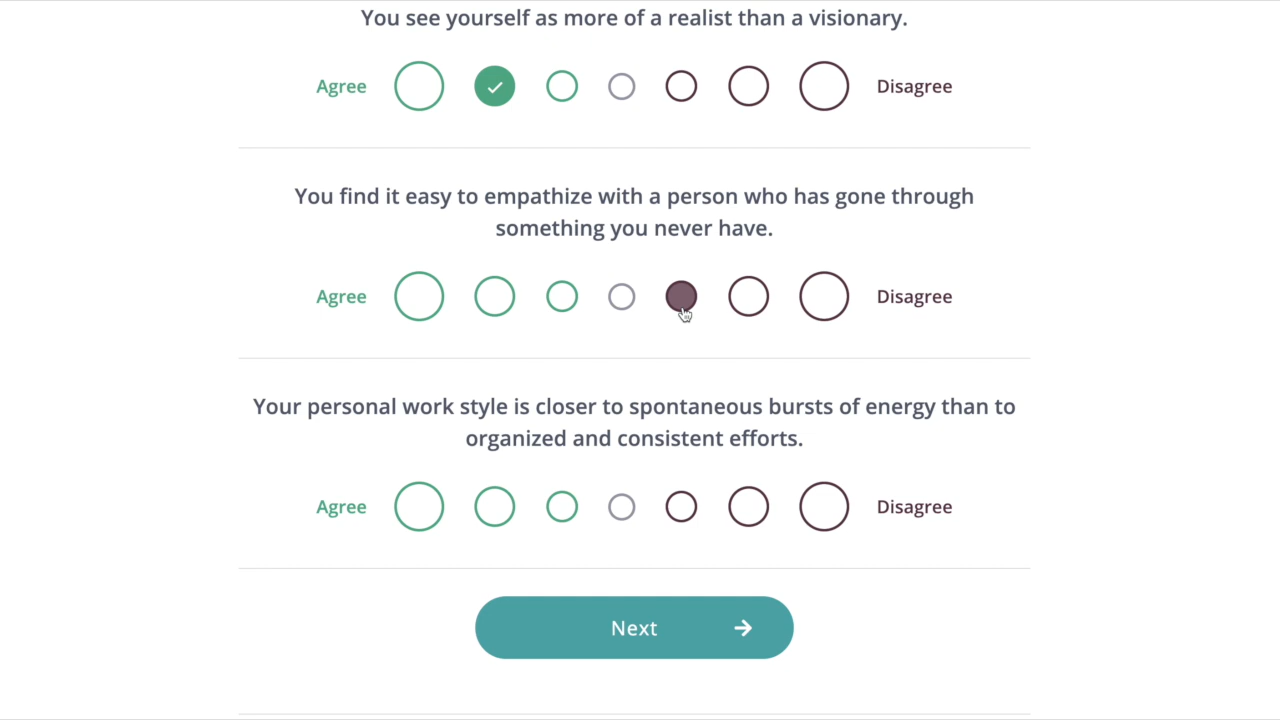 You see yourself as more of a realist than a visionary.
Agree Disagree
You find it easy to empathize with a person who has gone through
something you never have.
Agree Disagree
Your personal work style is closer to spontaneous bursts of energy than to
organized and consistent efforts.
Agree Disagree
Next